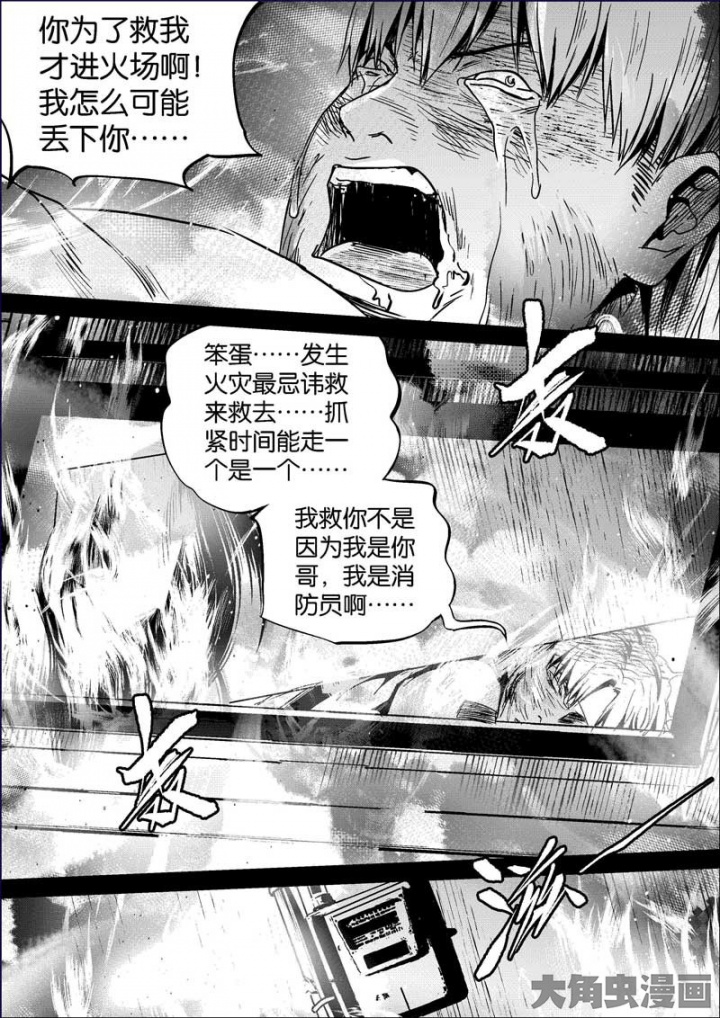 你为了救我
才进火场啊！
我怎么可能
丢下你……
笨蛋……发生
火灾最忌讳救
来救去……抓
紧时间能走一
个是一个……
我救你不是
因为我是你
哥，我是消
防员啊……
大角虫漫画